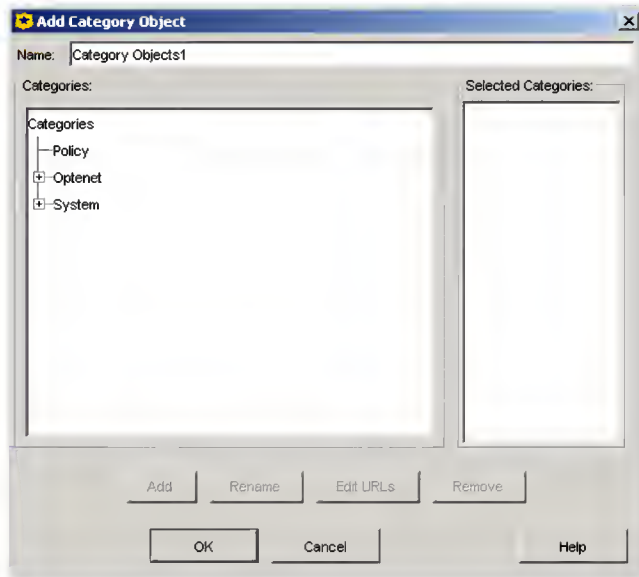 Add Category Object
Name: Category Objects1
Categories:
Selected Categories:
Categories
Policy
Optenet
System
Add Rename Edit URLs Remove
OK Cancel Help